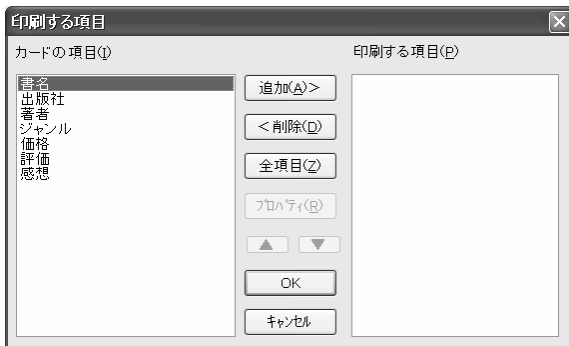 印刷する項目
カードの項目(I)
印刷する項目(P)
書名
出版社
著者
ジャンル
価格
評価
感想
追加(A)>
<削除(D)
全項目(Z)
プロパティ(R)
▲ ▼
OK
キャンセル